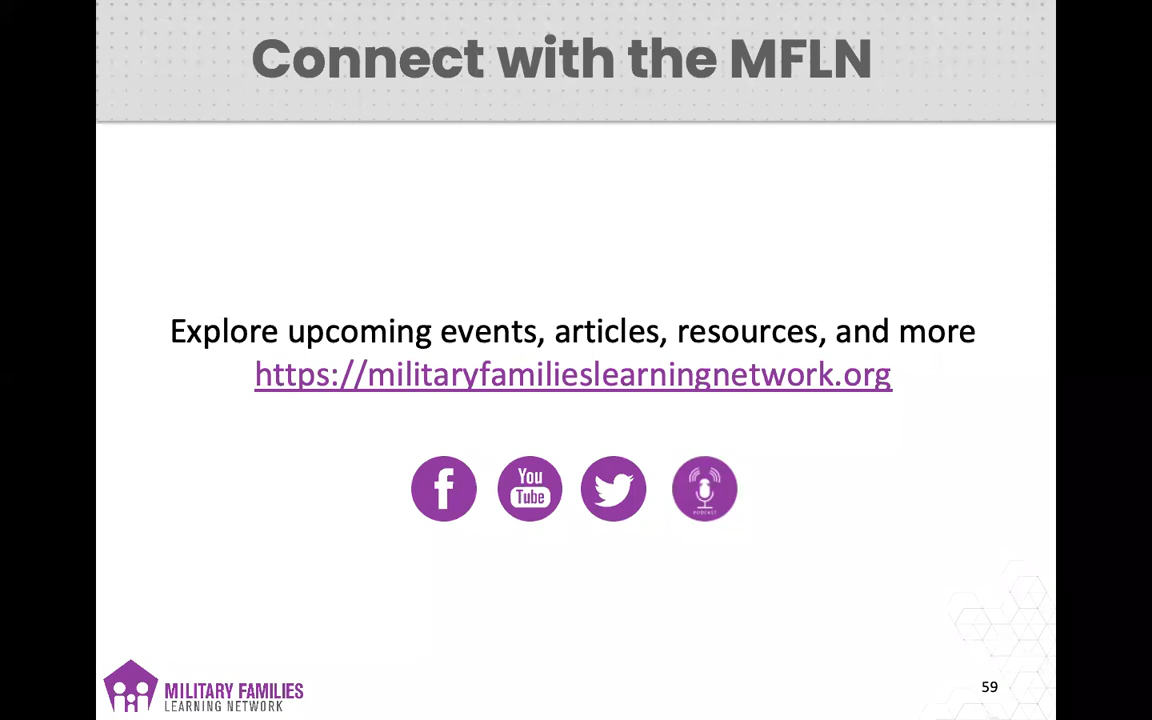 Connect with the MFLN
Explore upcoming events, articles, resources, and more
https://militaryfamilieslearningnetwork.org
f
You
Tube
PODCAST
MILITARY FAMILIES
LEARNING NETWORK
59